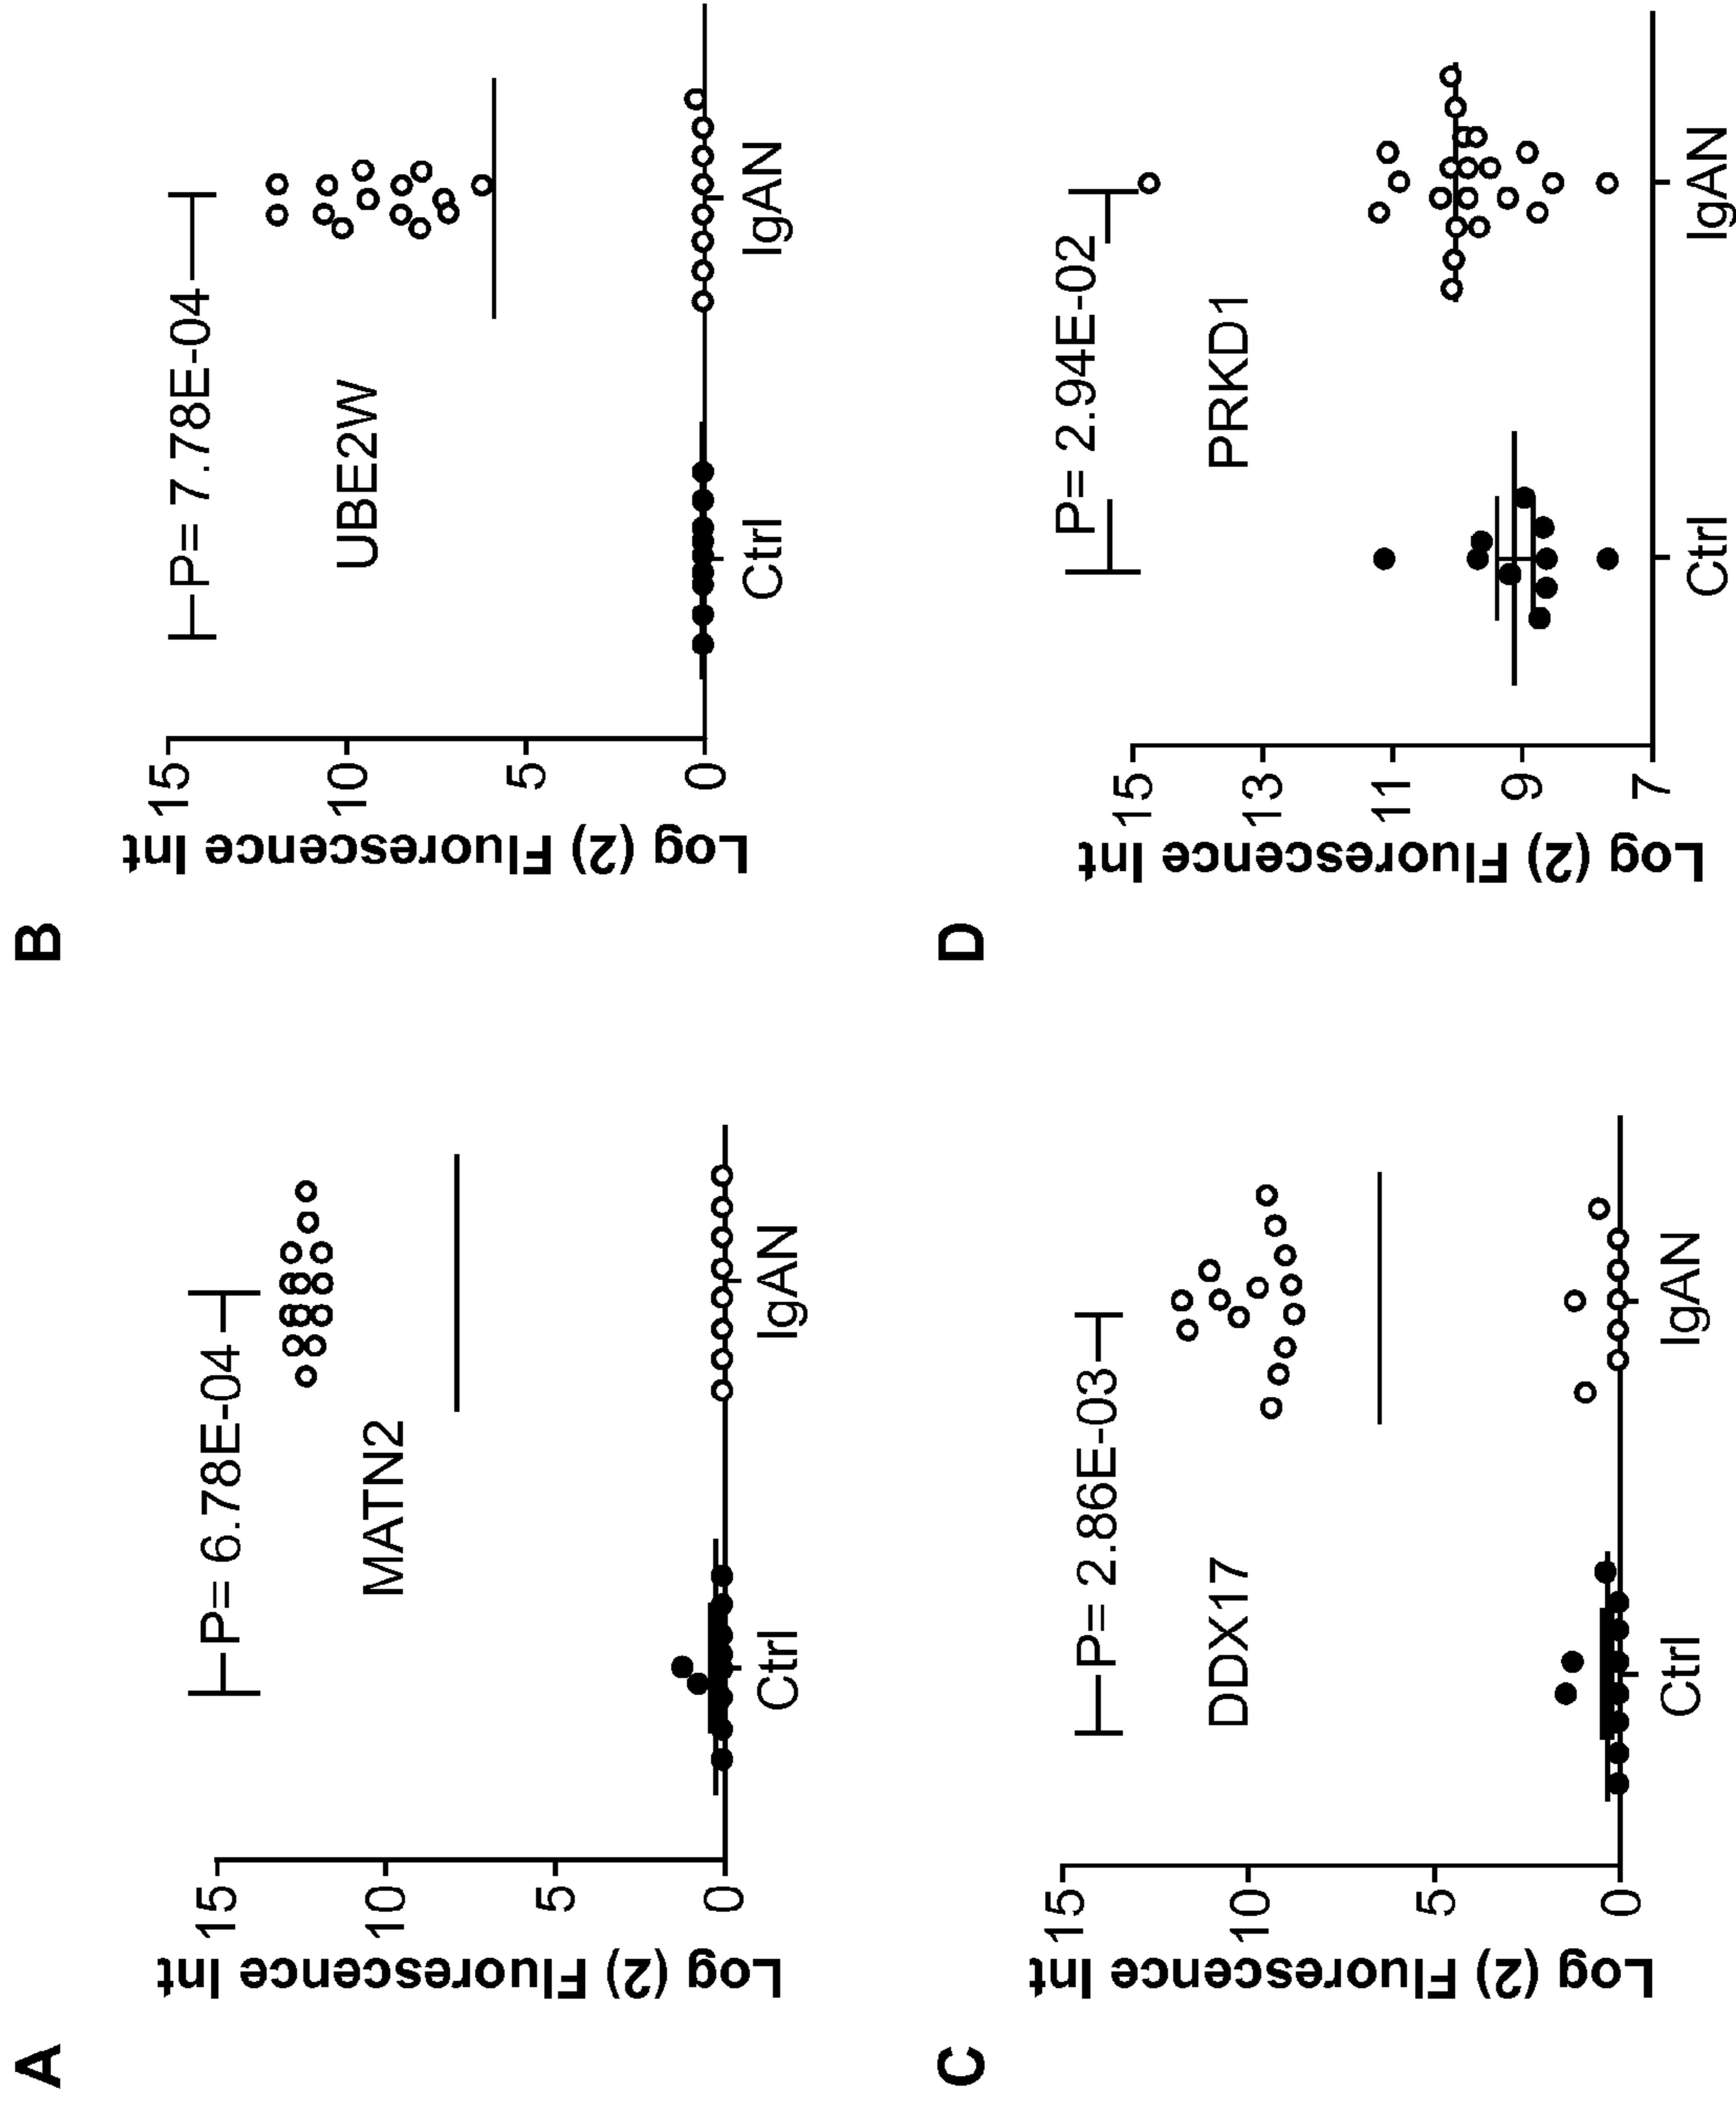 A
Log (2) Fluorescence Int
15
10
5
0
P= 6.78E-04
MATN2
Ctrl
IgAN
B
Log (2) Fluorescence Int
15
10
5
0
P= 7.78E-04
UBE2W
Ctrl
IgAN
C
Log (2) Fluorescence Int
15
10
5
0
P= 2.86E-03
DDX17
Ctrl
IgAN
D
Log (2) Fluorescence Int
15
13
11
9
7
P= 2.94E-02
PRKD1
Ctrl
IgAN